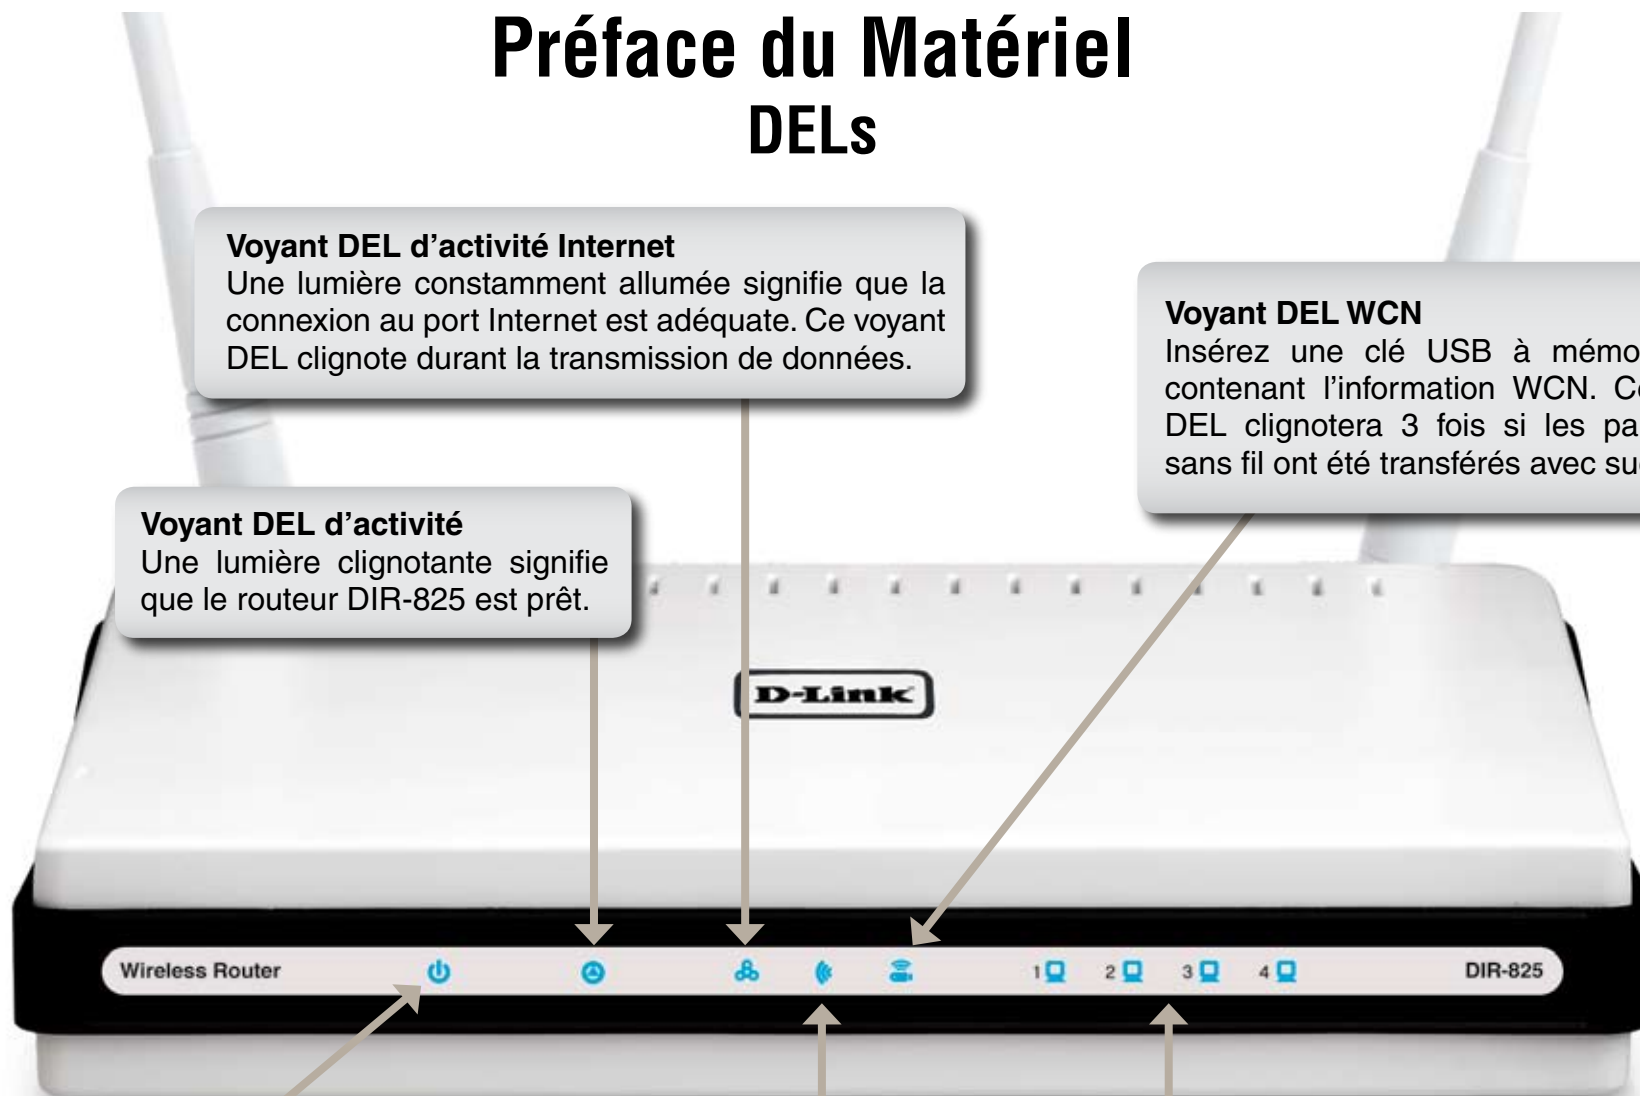 Préface du Matériel
DELs
Voyant DEL d’activité Internet
Une lumière constamment allumée signifie que la
connexion au port Internet est adéquate. Ce voyant
DEL clignote durant la transmission de données.
Voyant DEL WCN
Insérez une clé USB à
contenant l’information WCN.
DEL clignotera 3 fois si les
sans fil ont été transférés avec
Voyant DEL d’activité
Une lumière clignotante signifie
que le routeur DIR-825 est prêt.
D-Link
Wireless Router
1 2 3 4
DIR-825